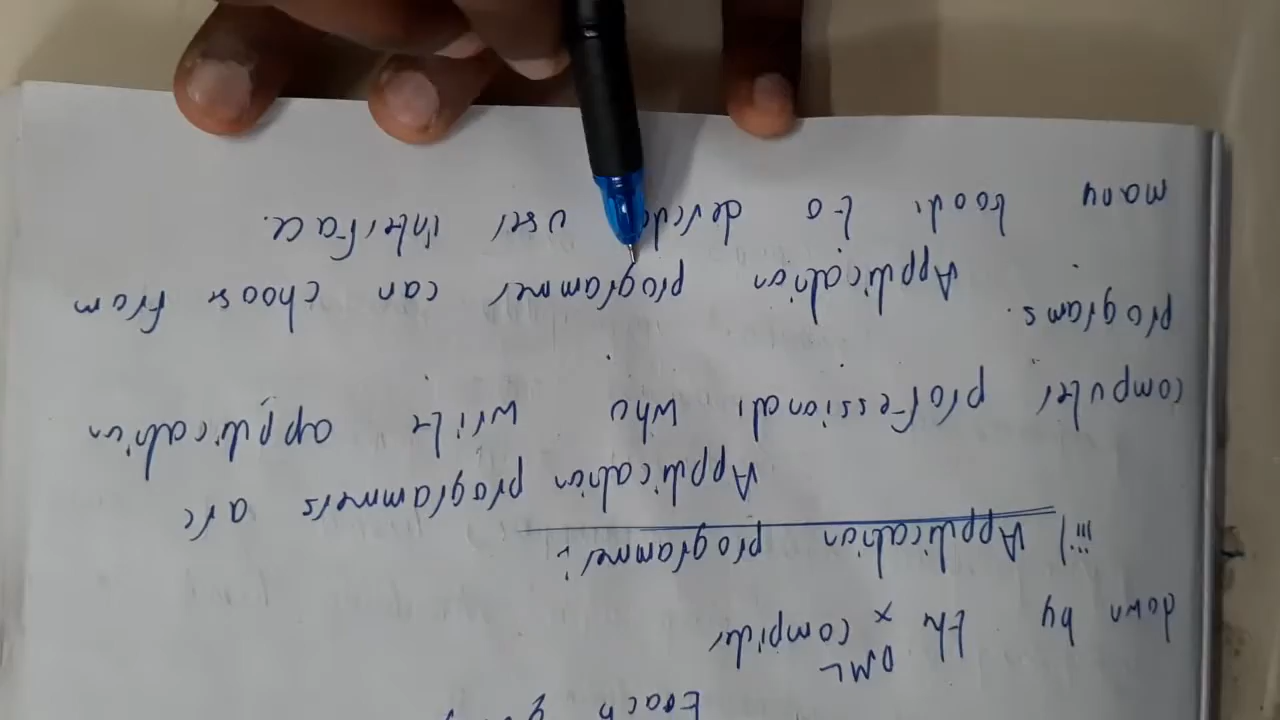 Each
DML
down by the x compiler
iii) Application programmer:
Application programmers are
computer professionals who write application
programs.
Application programmer can choose from
many tools to develop user interface.